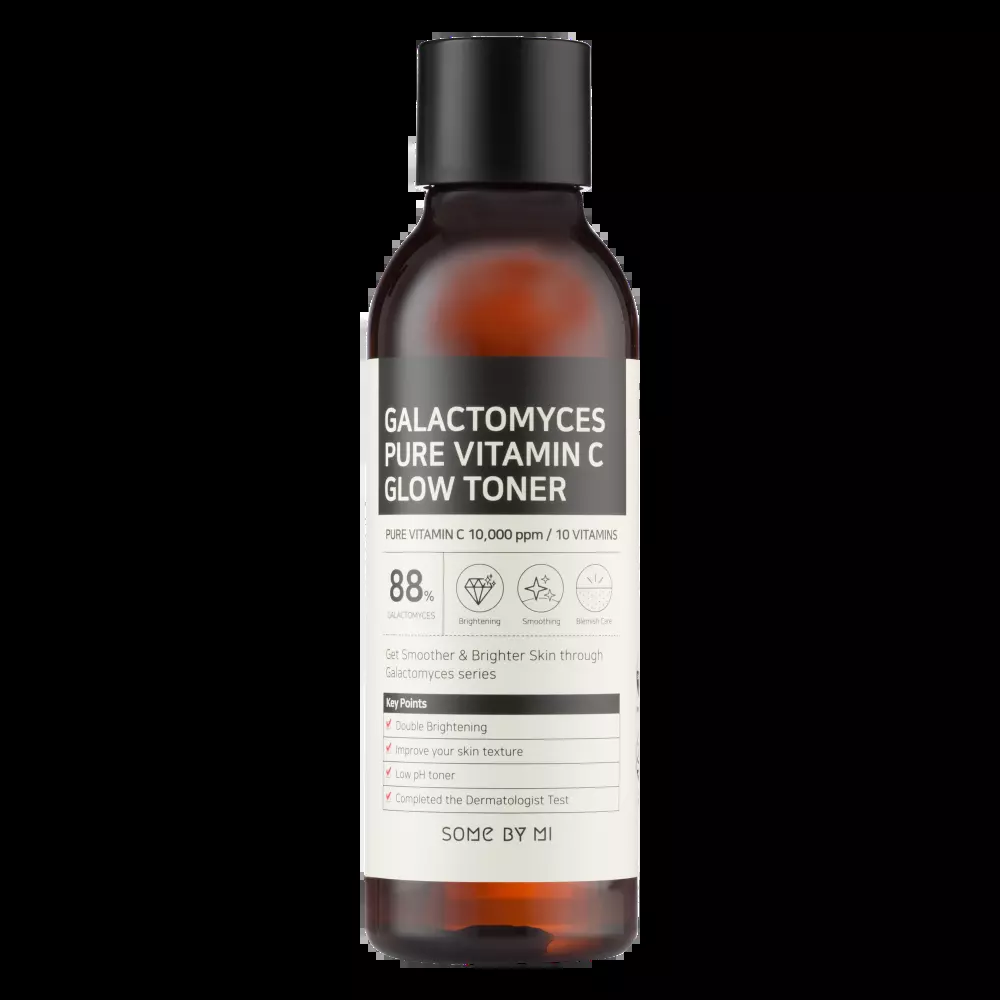 GALACTOMYCES
PURE VITAMIN C
GLOW TONER
PURE VITAMIN C 10,000 ppm / 10 VITAMINS
88%
GALACTOMYCES
Brightening
Smoothing
Blemish Care
Get Smoother & Brighter Skin through
Galactomyces series
Key Points
Double Brightening
Improve your skin texture
Low pH toner
Completed the Dermatologist Test
SOME BY MI